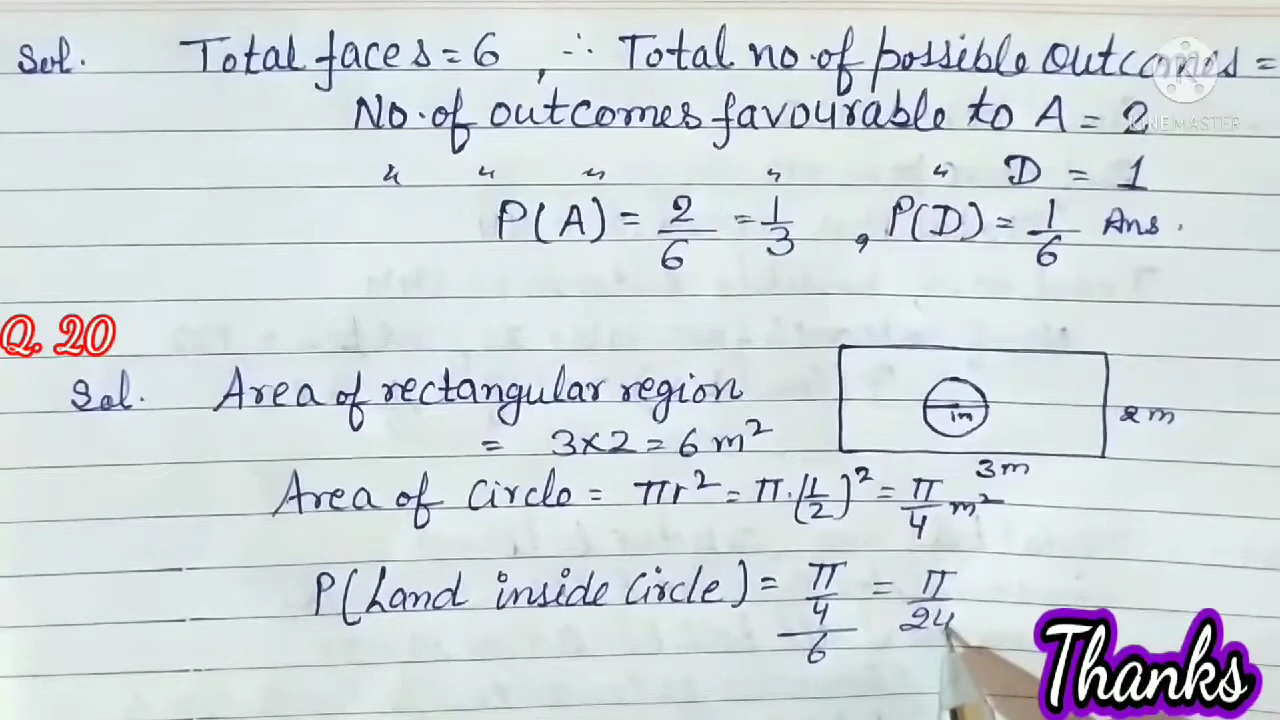 Sol. Total faces = 6, ∴ Total no. of possible outcomes =
No. of outcomes favourable to A = 2
〃 〃 〃 〃 〃 D = 1
P(A) = 2/6 = 1/3, P(D) = 1/6 Ans.
Q. 20
Sol. Area of rectangular region
= 3×2 = 6 m²
1m
2m
3m
Area of Circle = πr² = π.(1/2)² = π/4 m²
P(Land inside Circle) = π/4/6 = π/24
Thanks